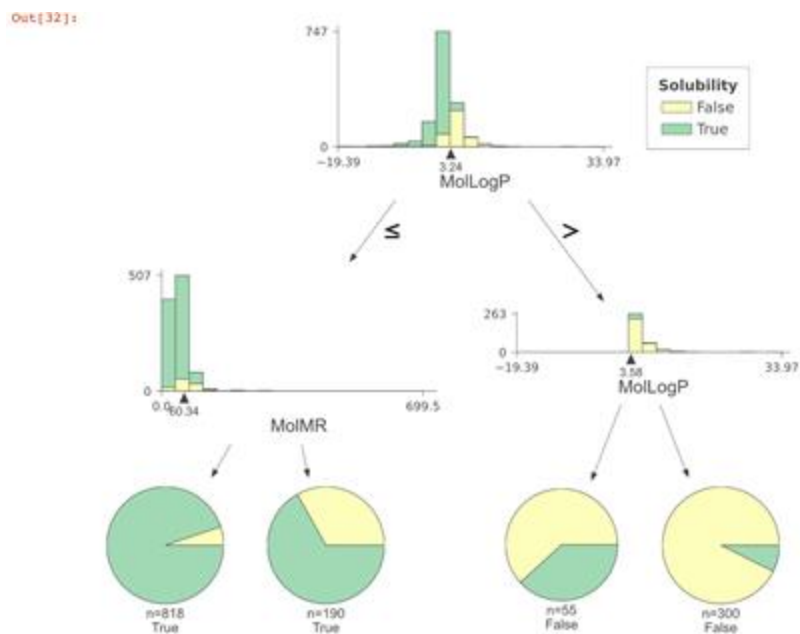 Out[32]:
747
0
−19.39
3.24
33.97
MolLogP
Solubility
False
True
≤
>
507
0
0.0
60.34
699.5
MolMR
263
0
−19.39
3.58
33.97
MolLogP
n=818
True
n=190
True
n=55
False
n=300
False